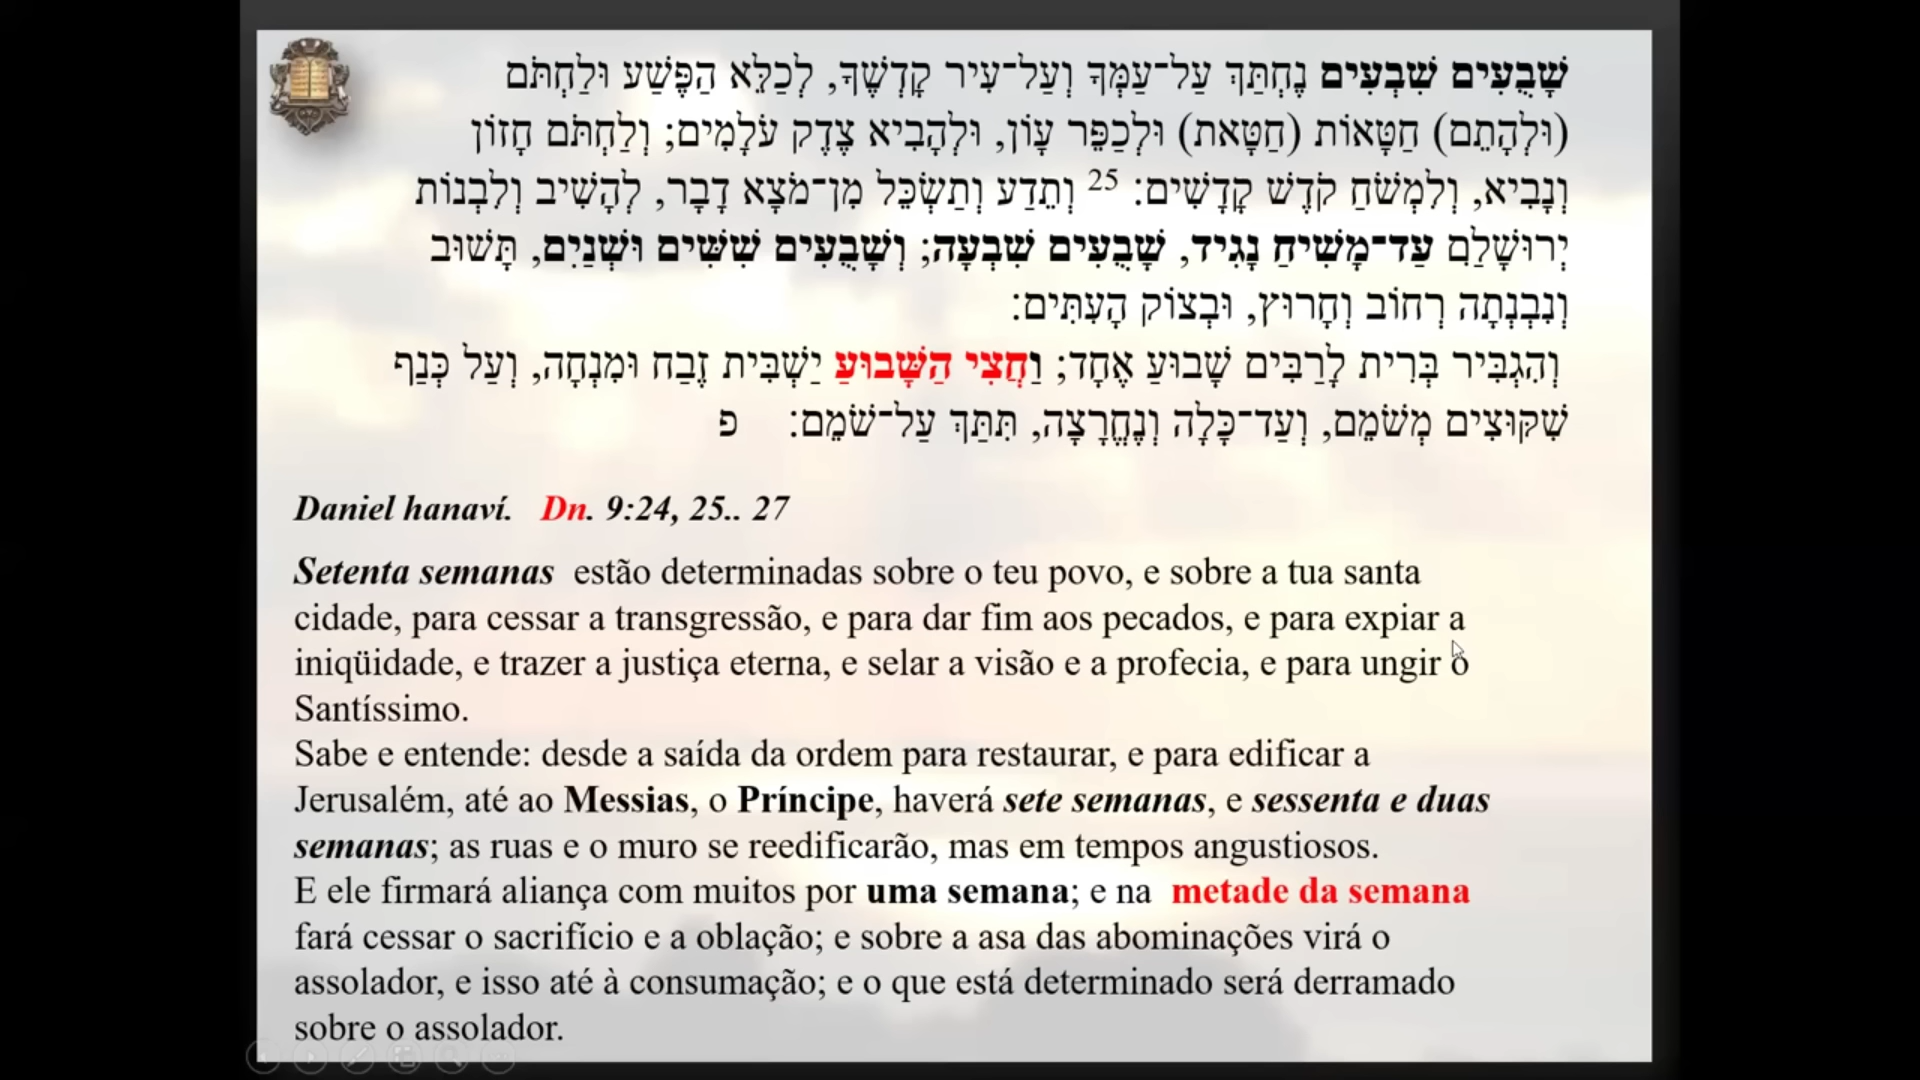 שָׁבֻעִים שִׁבְעִים נֶחְתַּךְ עַל־עַמְּךָ וְעַל־עִיר קָדְשֶׁךָ, לְכַלֵּא הַפֶּשַׁע וּלַחְתֹּם
(וּלְהָתֵם) חַטָּאוֹת (חַטָּאת) וּלְכַפֵּר עָוֹן, וּלְהָבִיא צֶדֶק עֹלָמִים; וְלַחְתֹּם חָזוֹן
וְנָבִיא, וְלִמְשֹׁחַ קֹדֶשׁ קָדָשִׁים: 25 וְתֵדַע וְתַשְׂכֵּל מִן־מֹצָא דָבָר, לְהָשִׁיב וְלִבְנוֹת
יְרוּשָׁלִַם עַד־מָשִׁיחַ נָגִיד, שָׁבֻעִים שִׁבְעָה; וְשָׁבֻעִים שִׁשִּׁים וּשְׁנַיִם, תָּשׁוּב
וְנִבְנְתָה רְחוֹב וְחָרוּץ, וּבְצוֹק הָעִתִּים:
וְהִגְבִּיר בְּרִית לָרַבִּים שָׁבוּעַ אֶחָד; וַחֲצִי הַשָּׁבוּעַ יַשְׁבִּית זֶבַח וּמִנְחָה, וְעַל כְּנַף
שִׁקּוּצִים מְשֹׁמֵם, וְעַד־כָּלָה וְנֶחֱרָצָה, תִּתַּךְ עַל־שֹׁמֵם: פ
Daniel hanaví. Dn. 9:24, 25.. 27
Setenta semanas estão determinadas sobre o teu povo, e sobre a tua santa
cidade, para cessar a transgressão, e para dar fim aos pecados, e para expiar a
iniqüidade, e trazer a justiça eterna, e selar a visão e a profecia, e para ungir o
Santíssimo.
Sabe e entende: desde a saída da ordem para restaurar, e para edificar a
Jerusalém, até ao Messias, o Príncipe, haverá sete semanas, e sessenta e duas
semanas; as ruas e o muro se reedificarão, mas em tempos angustiosos.
E ele firmará aliança com muitos por uma semana; e na metade da semana
fará cessar o sacrifício e a oblação; e sobre a asa das abominações virá o
assolador, e isso até à consumação; e o que está determinado será derramado
sobre o assolador.